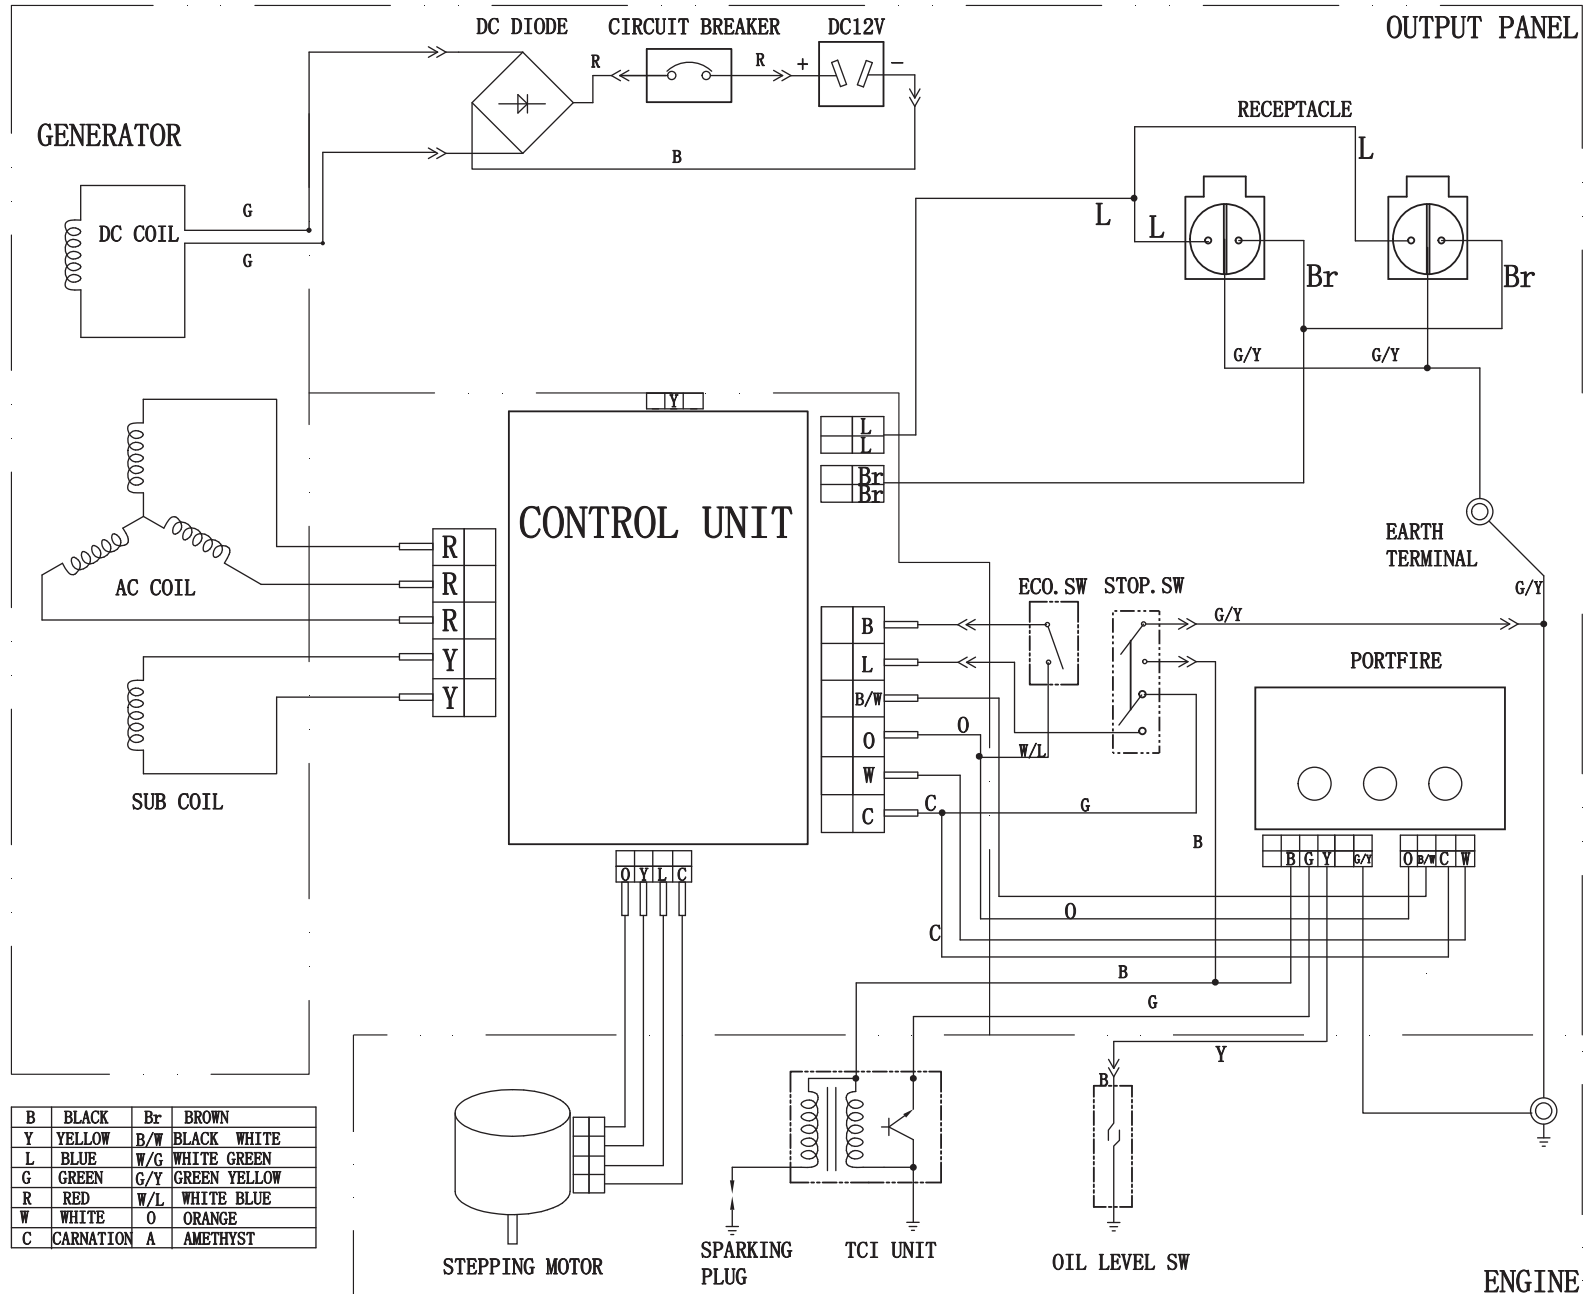 DC DIODE CIRCUIT BREAKER DC12V
OUTPUT PANEL
R R + −
B
GENERATOR
DC COIL
G
G
RECEPTACLE
L
L
L
Br
Br
G/Y G/Y
EARTH
TERMINAL
G/Y
AC COIL
SUB COIL
R
R
R
Y
Y
Y
CONTROL UNIT
L
L
Br
Br
B
L
B/W
O
W
C
O Y L C
ECO.SW STOP.SW
G/Y
O
W/L
C
G
B
PORTFIRE
B G Y G/Y O B/W C W
O
C
B
G
Y
B
STEPPING MOTOR
SPARKING
PLUG
TCI UNIT
OIL LEVEL SW
ENGINE
B BLACK Br BROWN
Y YELLOW B/W BLACK WHITE
L BLUE W/G WHITE GREEN
G GREEN G/Y GREEN YELLOW
R RED W/L WHITE BLUE
W WHITE O ORANGE
C CARNATION A AMETHYST